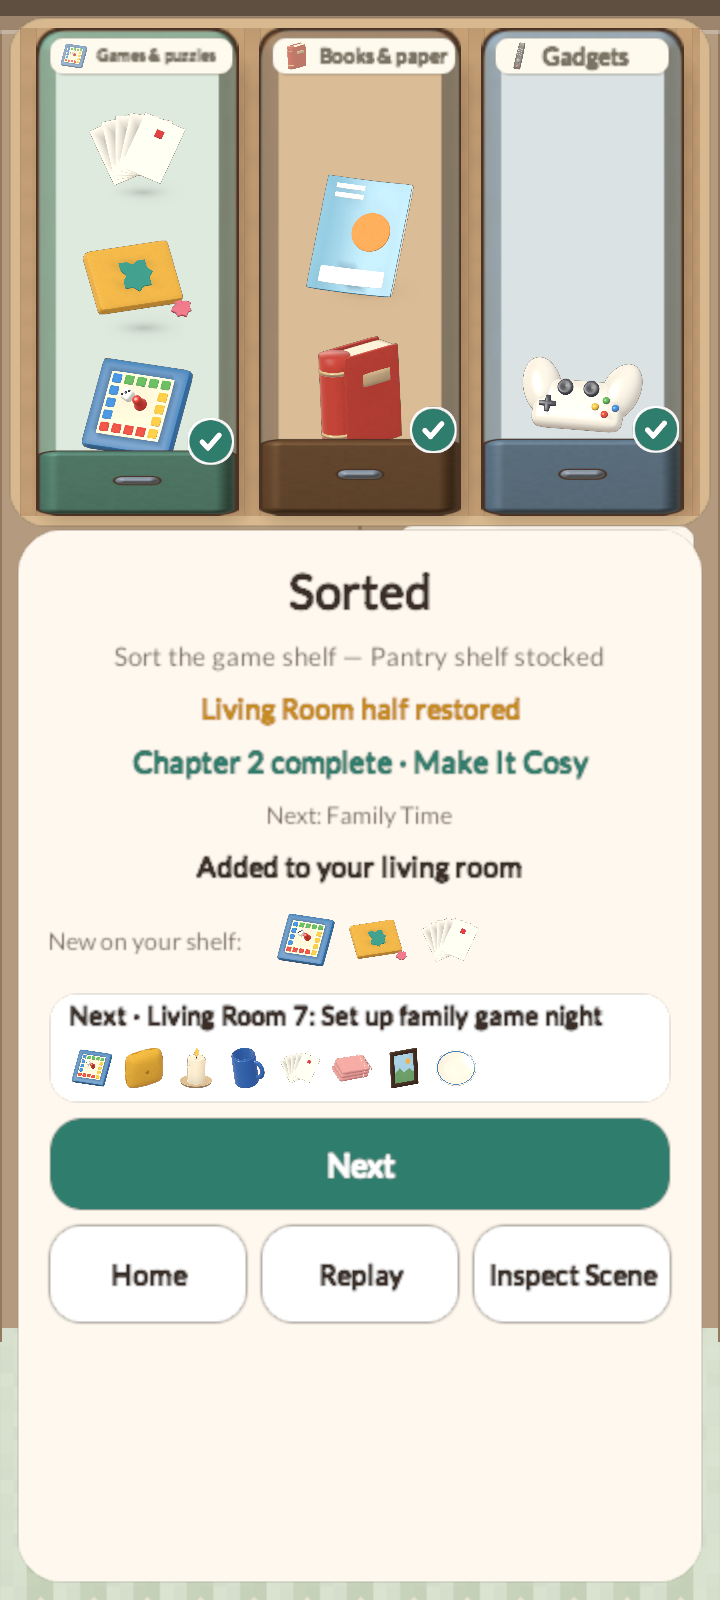 Games & puzzles
Books & paper
Gadgets
Sorted
Sort the game shelf — Pantry shelf stocked
Living Room half restored
Chapter 2 complete · Make It Cosy
Next: Family Time
Added to your living room
New on your shelf:
Next · Living Room 7: Set up family game night
Next
Home
Replay
Inspect Scene